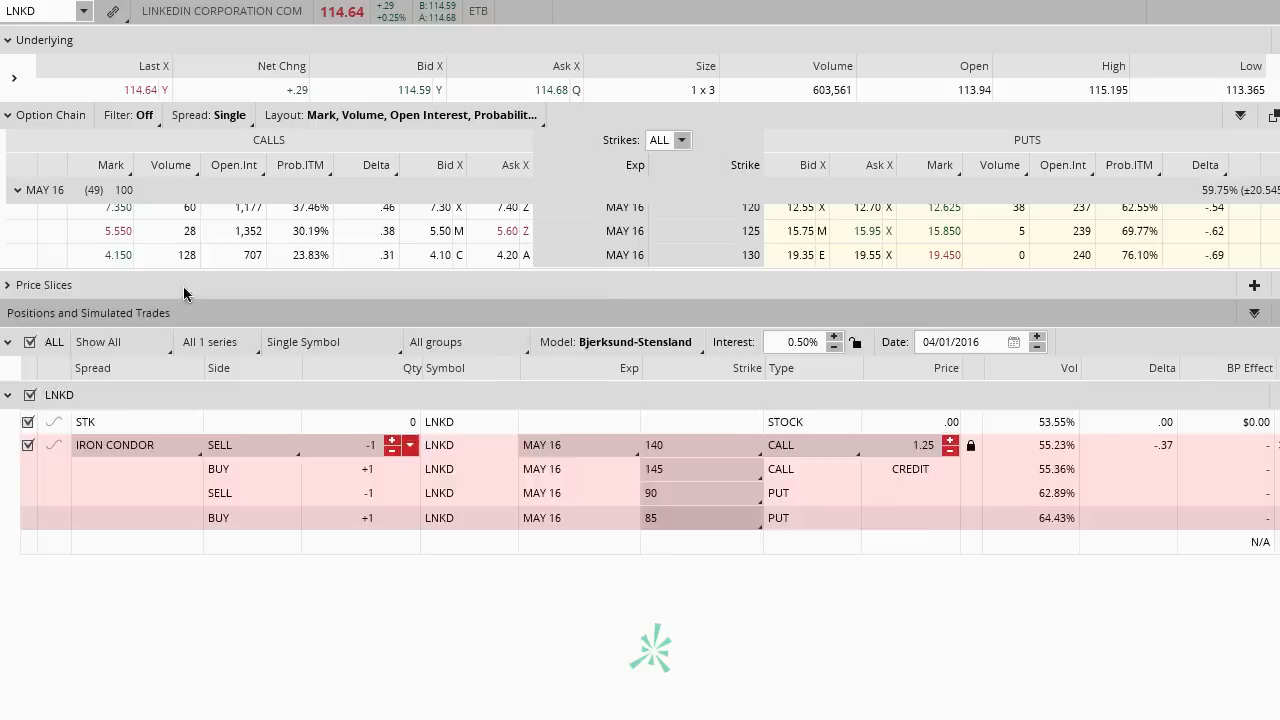 LNKD LINKEDIN CORPORATION COM 114.64 +.29 +0.25% B: 114.59 A: 114.68 ETB
Underlying
Last X Net Chng Bid X Ask X Size Volume Open High Low
114.64 Y +.29 114.59 Y 114.68 Q 1 x 3 603,561 113.94 115.195 113.365
Option Chain Filter: Off Spread: Single Layout: Mark, Volume, Open Interest, Probabilit...
CALLS Strikes: ALL PUTS
Mark Volume Open.Int Prob.ITM Delta Bid X Ask X Exp Strike Bid X Ask X Mark Volume Open.Int Prob.ITM Delta
MAY 16 (49) 100 59.75% (±20.545
7.350 60 1,177 37.46% .46 7.30 X 7.40 Z MAY 16 120 12.55 X 12.70 X 12.625 38 237 62.55% -.54
5.550 28 1,352 30.19% .38 5.50 M 5.60 Z MAY 16 125 15.75 M 15.95 X 15.850 5 239 69.77% -.62
4.150 128 707 23.83% .31 4.10 C 4.20 A MAY 16 130 19.35 E 19.55 X 19.450 0 240 76.10% -.69
Price Slices
Positions and Simulated Trades
ALL Show All All 1 series Single Symbol All groups Model: Bjerksund-Stensland Interest: 0.50% Date: 04/01/2016
Spread Side Qty Symbol Exp Strike Type Price Vol Delta BP Effect
LNKD
STK 0 LNKD STOCK .00 53.55% .00 $0.00
IRON CONDOR SELL -1 LNKD MAY 16 140 CALL 1.25 55.23% -.37
BUY +1 LNKD MAY 16 145 CALL CREDIT 55.36% -
SELL -1 LNKD MAY 16 90 PUT 62.89% -
BUY +1 LNKD MAY 16 85 PUT 64.43% -
N/A